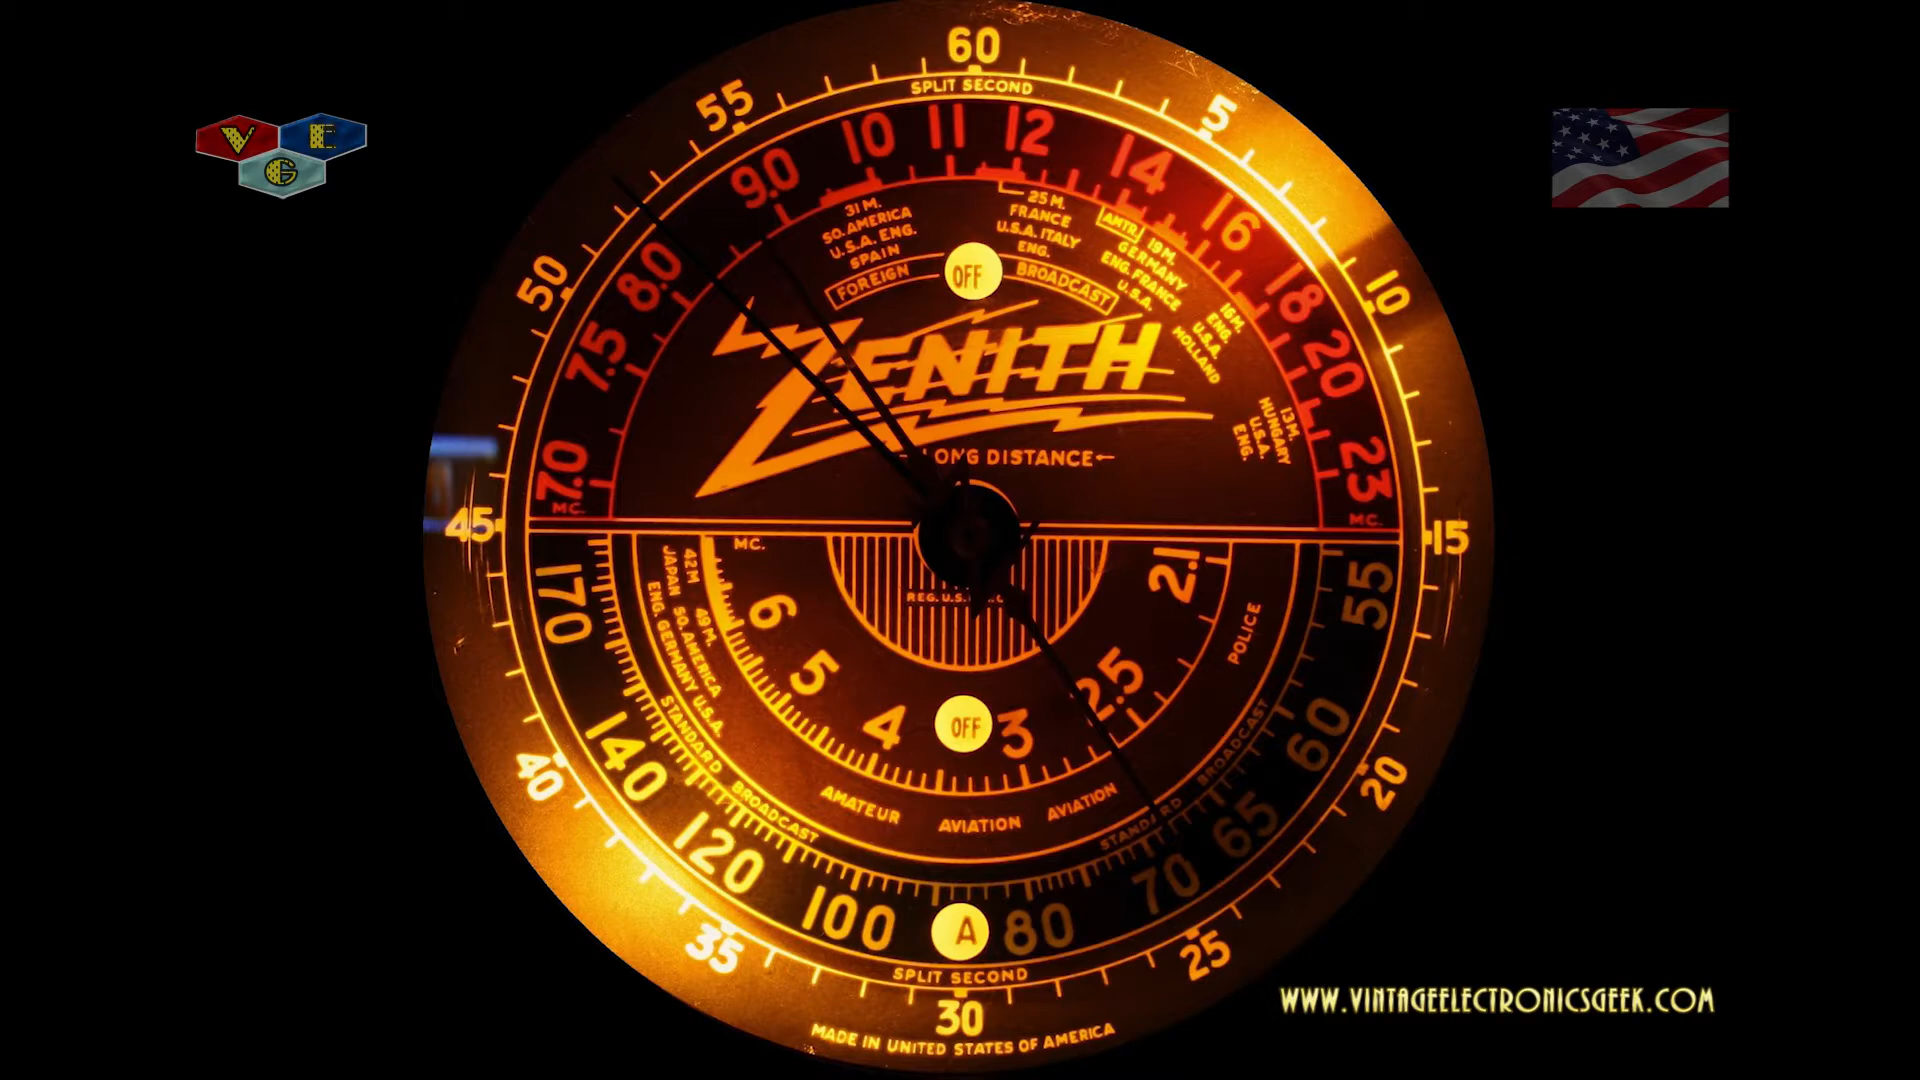 60
SPLIT SECOND
55
5
50
10
45
15
40
20
35
25
30
9.0 10 11 12 14 16 18 20 23
8.0
7.5
7.0
MC.
MC.
31 M.
SO. AMERICA
U.S.A. ENG.
SPAIN
25 M.
FRANCE
U.S.A. ITALY
ENG.
AMTR.
19 M.
GERMANY
ENG. FRANCE
U.S.A.
16 M.
ENG.
U.S.A.
HOLLAND
13 M.
HUNGARY
U.S.A.
ENG.
FOREIGN
OFF
BROADCAST
ZENITH
LONG DISTANCE
MC.
REG. U.S.
6
5
4
OFF
3
2.5
2.1
42 M 49 M.
JAPAN SO. AMERICA
ENG. GERMANY U.S.A.
POLICE
AMATEUR
AVIATION
AVIATION
STANDARD BROADCAST
STANDARD BROADCAST
170
140
120
100
A
80
70
65
60
55
SPLIT SECOND
MADE IN UNITED STATES OF AMERICA
V E
G
WWW.VINTAGEELECTRONICSGEEK.COM